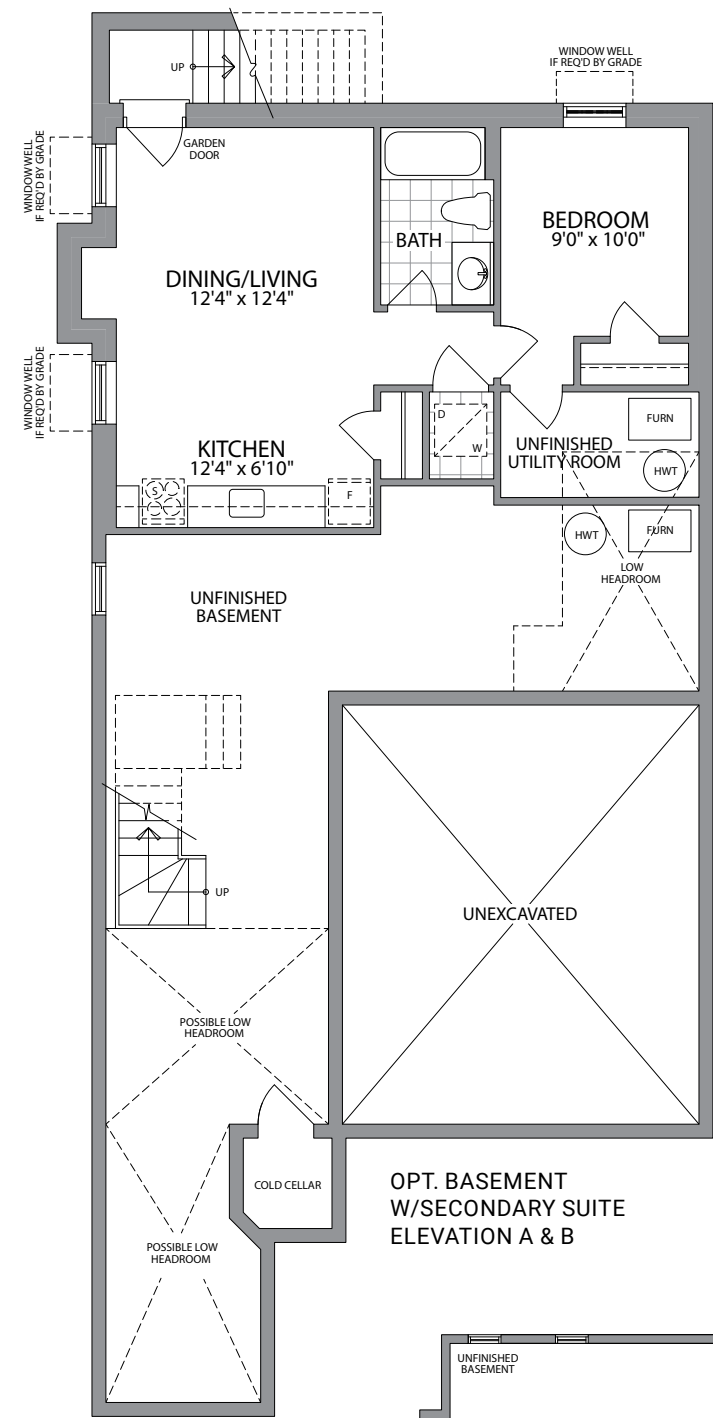 UP
WINDOW WELL
IF REQ'D BY GRADE
GARDEN
DOOR
WINDOW WELL
IF REQ'D BY GRADE
BATH
BEDROOM
9'0" x 10'0"
DINING/LIVING
12'4" x 12'4"
WINDOW WELL
IF REQ'D BY GRADE
KITCHEN
12'4" x 6'10"
D
W
UNFINISHED
UTILITY ROOM
FURN
HWT
S
F
HWT
FURN
LOW
HEADROOM
UNFINISHED
BASEMENT
UP
UNEXCAVATED
POSSIBLE LOW
HEADROOM
COLD CELLAR
OPT. BASEMENT
W/SECONDARY SUITE
ELEVATION A & B
POSSIBLE LOW
HEADROOM
UNFINISHED
BASEMENT